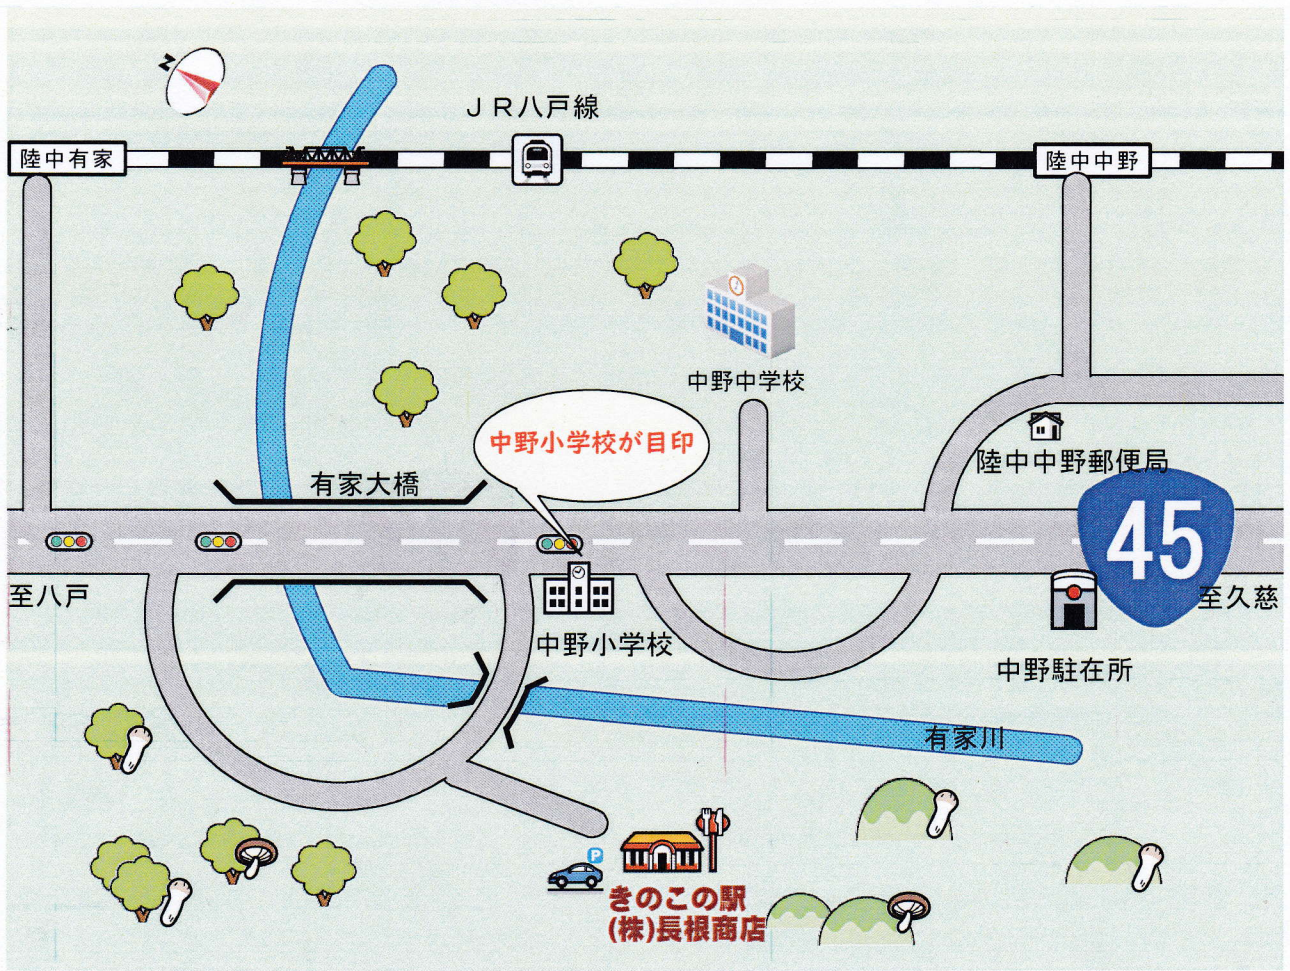 N
JR八戸線
陸中有家
陸中中野
中野中学校
中野小学校が目印
有家大橋
陸中中野郵便局
45
至八戸
至久慈
中野小学校
中野駐在所
有家川
P
きのこの駅
(株)長根商店